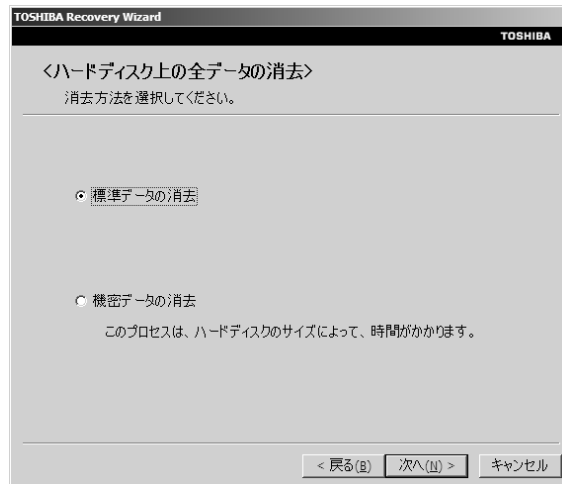 TOSHIBA Recovery Wizard
TOSHIBA
<ハードディスク上の全データの消去>
消去方法を選択してください。
標準データの消去
機密データの消去
このプロセスは、ハードディスクのサイズによって、時間がかかります。
< 戻る(B) 次へ(N) > キャンセル